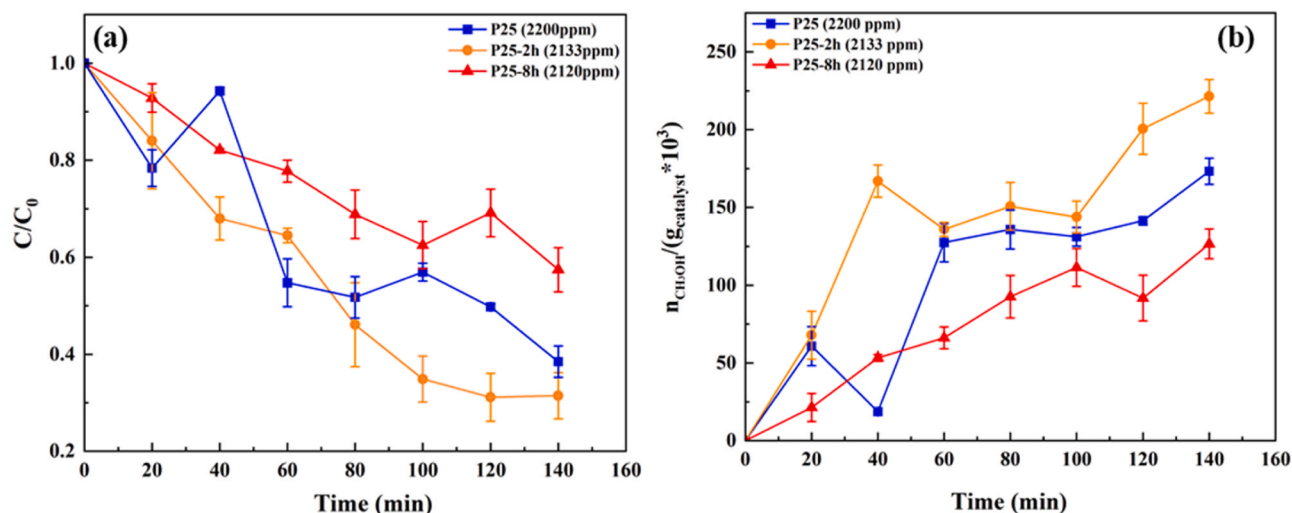 (a)
P25 (2200ppm)
P25-2h (2133ppm)
P25-8h (2120ppm)
C/C₀
1.0
0.8
0.6
0.4
0.2
0 20 40 60 80 100 120 140 160
Time (min)
(b)
P25 (2200 ppm)
P25-2h (2133 ppm)
P25-8h (2120 ppm)
n_CH₃OH/(g_catalyst*10³)
250
200
150
100
50
0
0 20 40 60 80 100 120 140 160
Time (min)